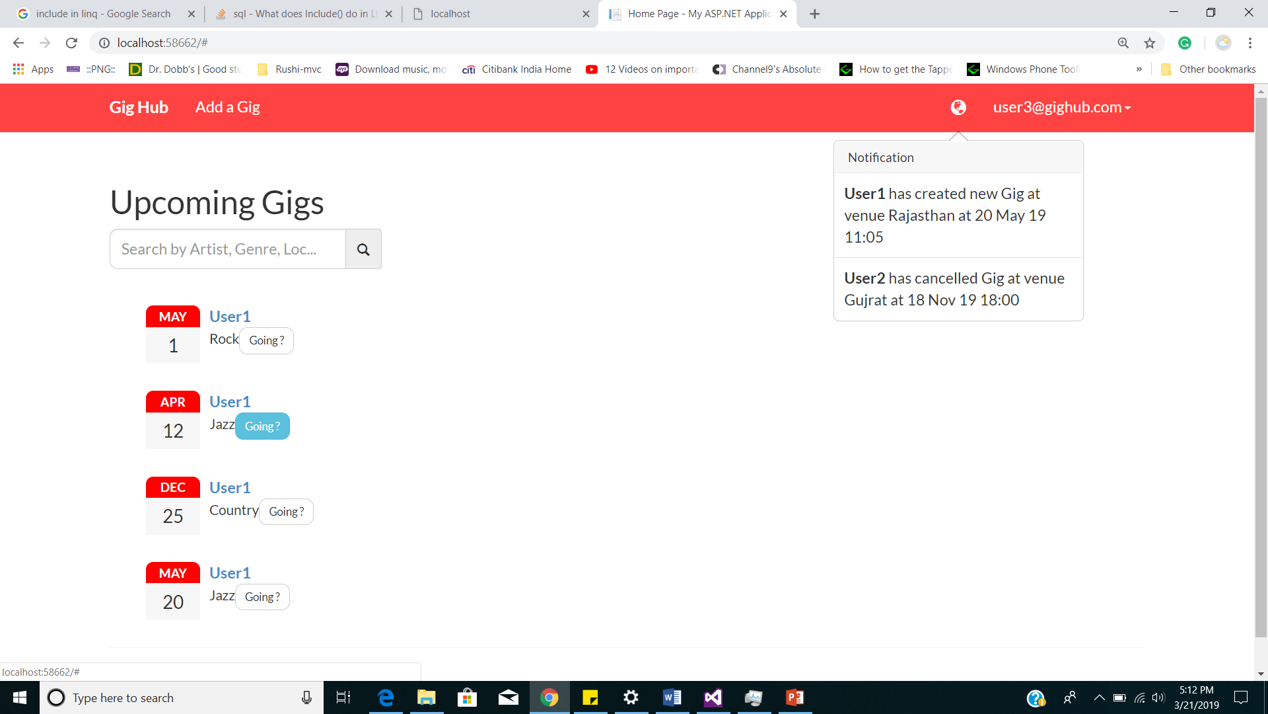 include in linq - Google Search
sql - What does Include() do in L
localhost
Home Page - My ASP.NET Applic
localhost:58662/#
Apps
::PNG::
Dr. Dobb's | Good stu
Rushi-mvc
Download music, mo
citi Citibank India Home
12 Videos on importa
Channel9's Absolute
How to get the Tappe
Windows Phone Tool
»
Other bookmarks
Gig Hub
Add a Gig
user3@gighub.com
Notification
User1 has created new Gig at
venue Rajasthan at 20 May 19
11:05
User2 has cancelled Gig at venue
Gujrat at 18 Nov 19 18:00
Upcoming Gigs
Search by Artist, Genre, Loc...
MAY
1
User1
Rock Going?
APR
12
User1
Jazz Going?
DEC
25
User1
Country Going?
MAY
20
User1
Jazz Going?
localhost:58662/#
Type here to search
5:12 PM
3/21/2019